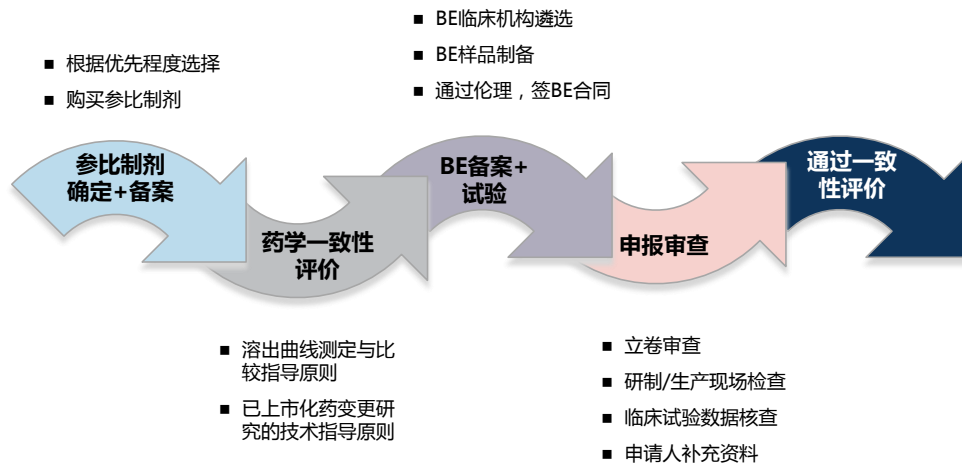 ■ 根据优先程度选择
■ 购买参比制剂
■ BE临床机构遴选
■ BE样品制备
■ 通过伦理，签BE合同
参比制剂
确定+备案
药学一致性
评价
BE备案+
试验
申报审查
通过一致
性评价
■ 溶出曲线测定与比
较指导原则
■ 已上市化药变更研
究的技术指导原则
■ 立卷审查
■ 研制/生产现场检查
■ 临床试验数据核查
■ 申请人补充资料